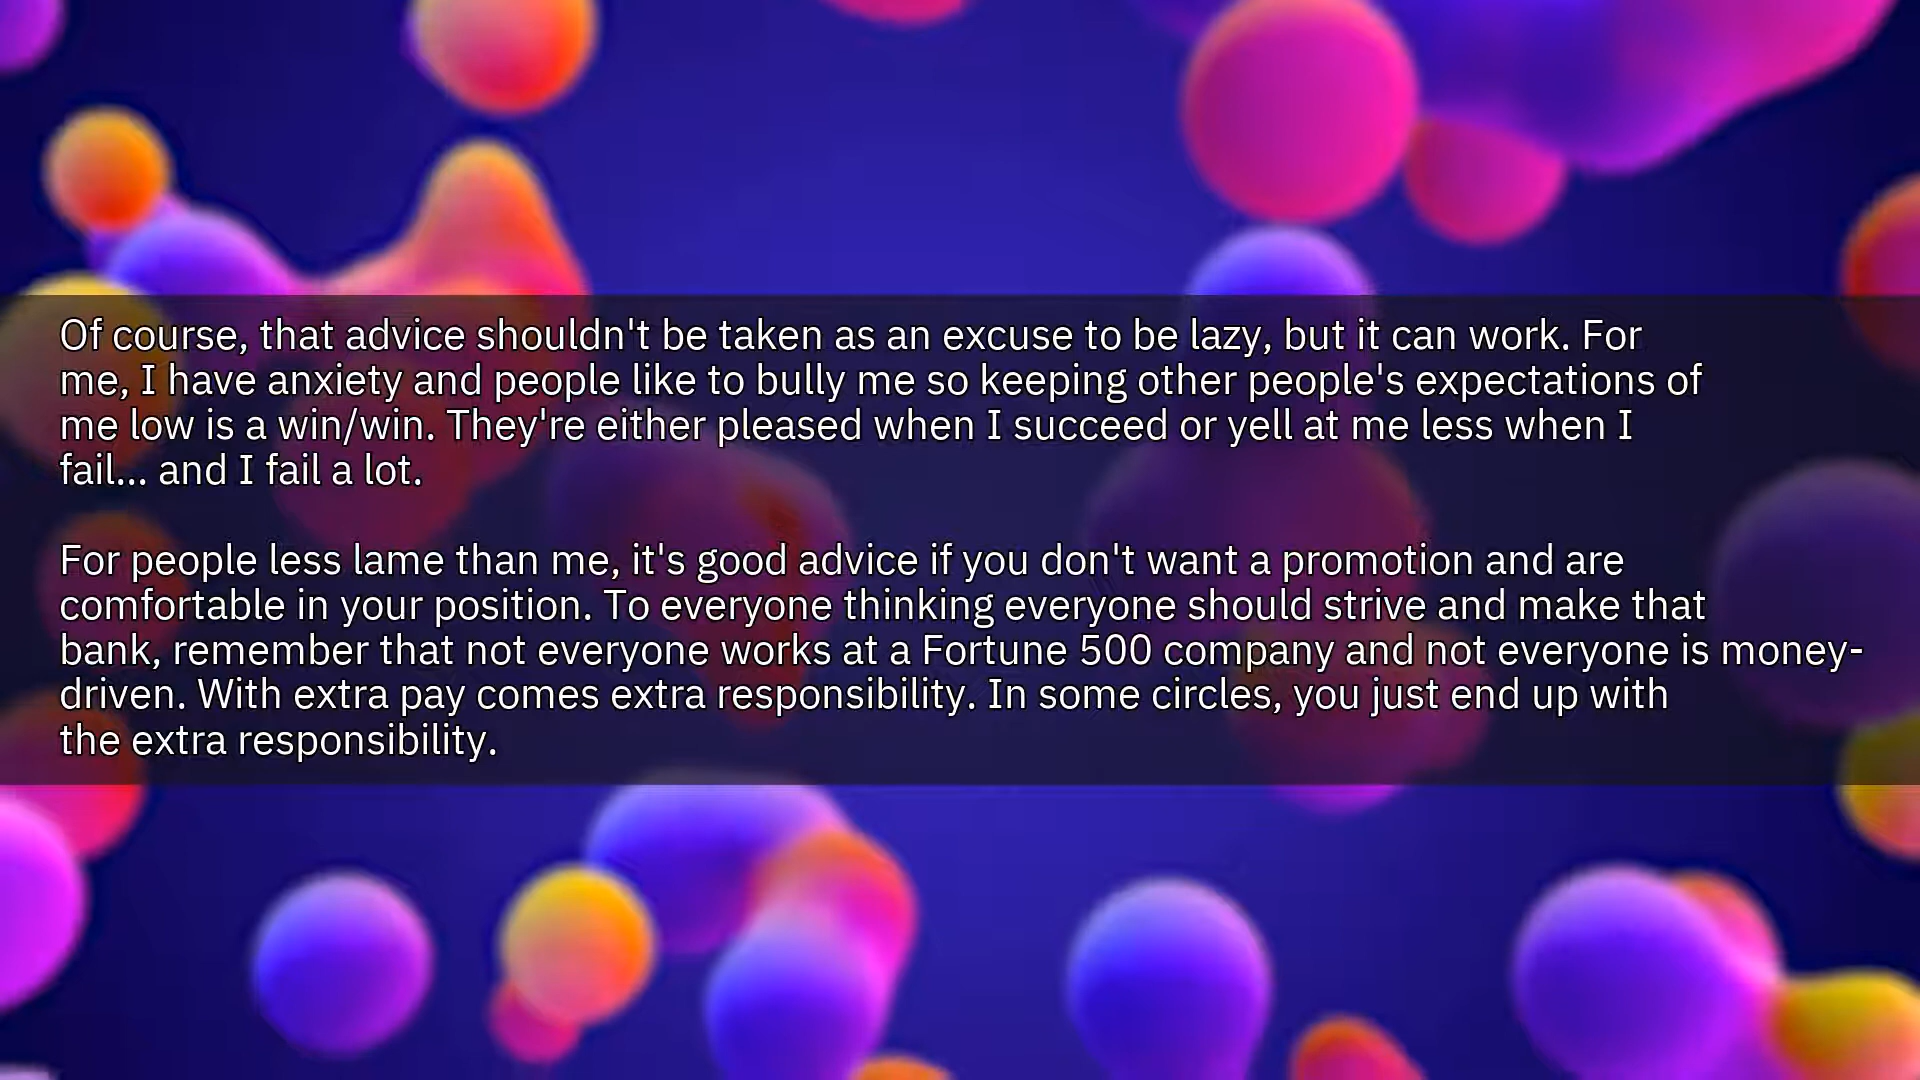 Of course, that advice shouldn't be taken as an excuse to be lazy, but it can work. For
me, I have anxiety and people like to bully me so keeping other people's expectations of
me low is a win/win. They're either pleased when I succeed or yell at me less when I
fail... and I fail a lot.
For people less lame than me, it's good advice if you don't want a promotion and are
comfortable in your position. To everyone thinking everyone should strive and make that
bank, remember that not everyone works at a Fortune 500 company and not everyone is money-
driven. With extra pay comes extra responsibility. In some circles, you just end up with
the extra responsibility.